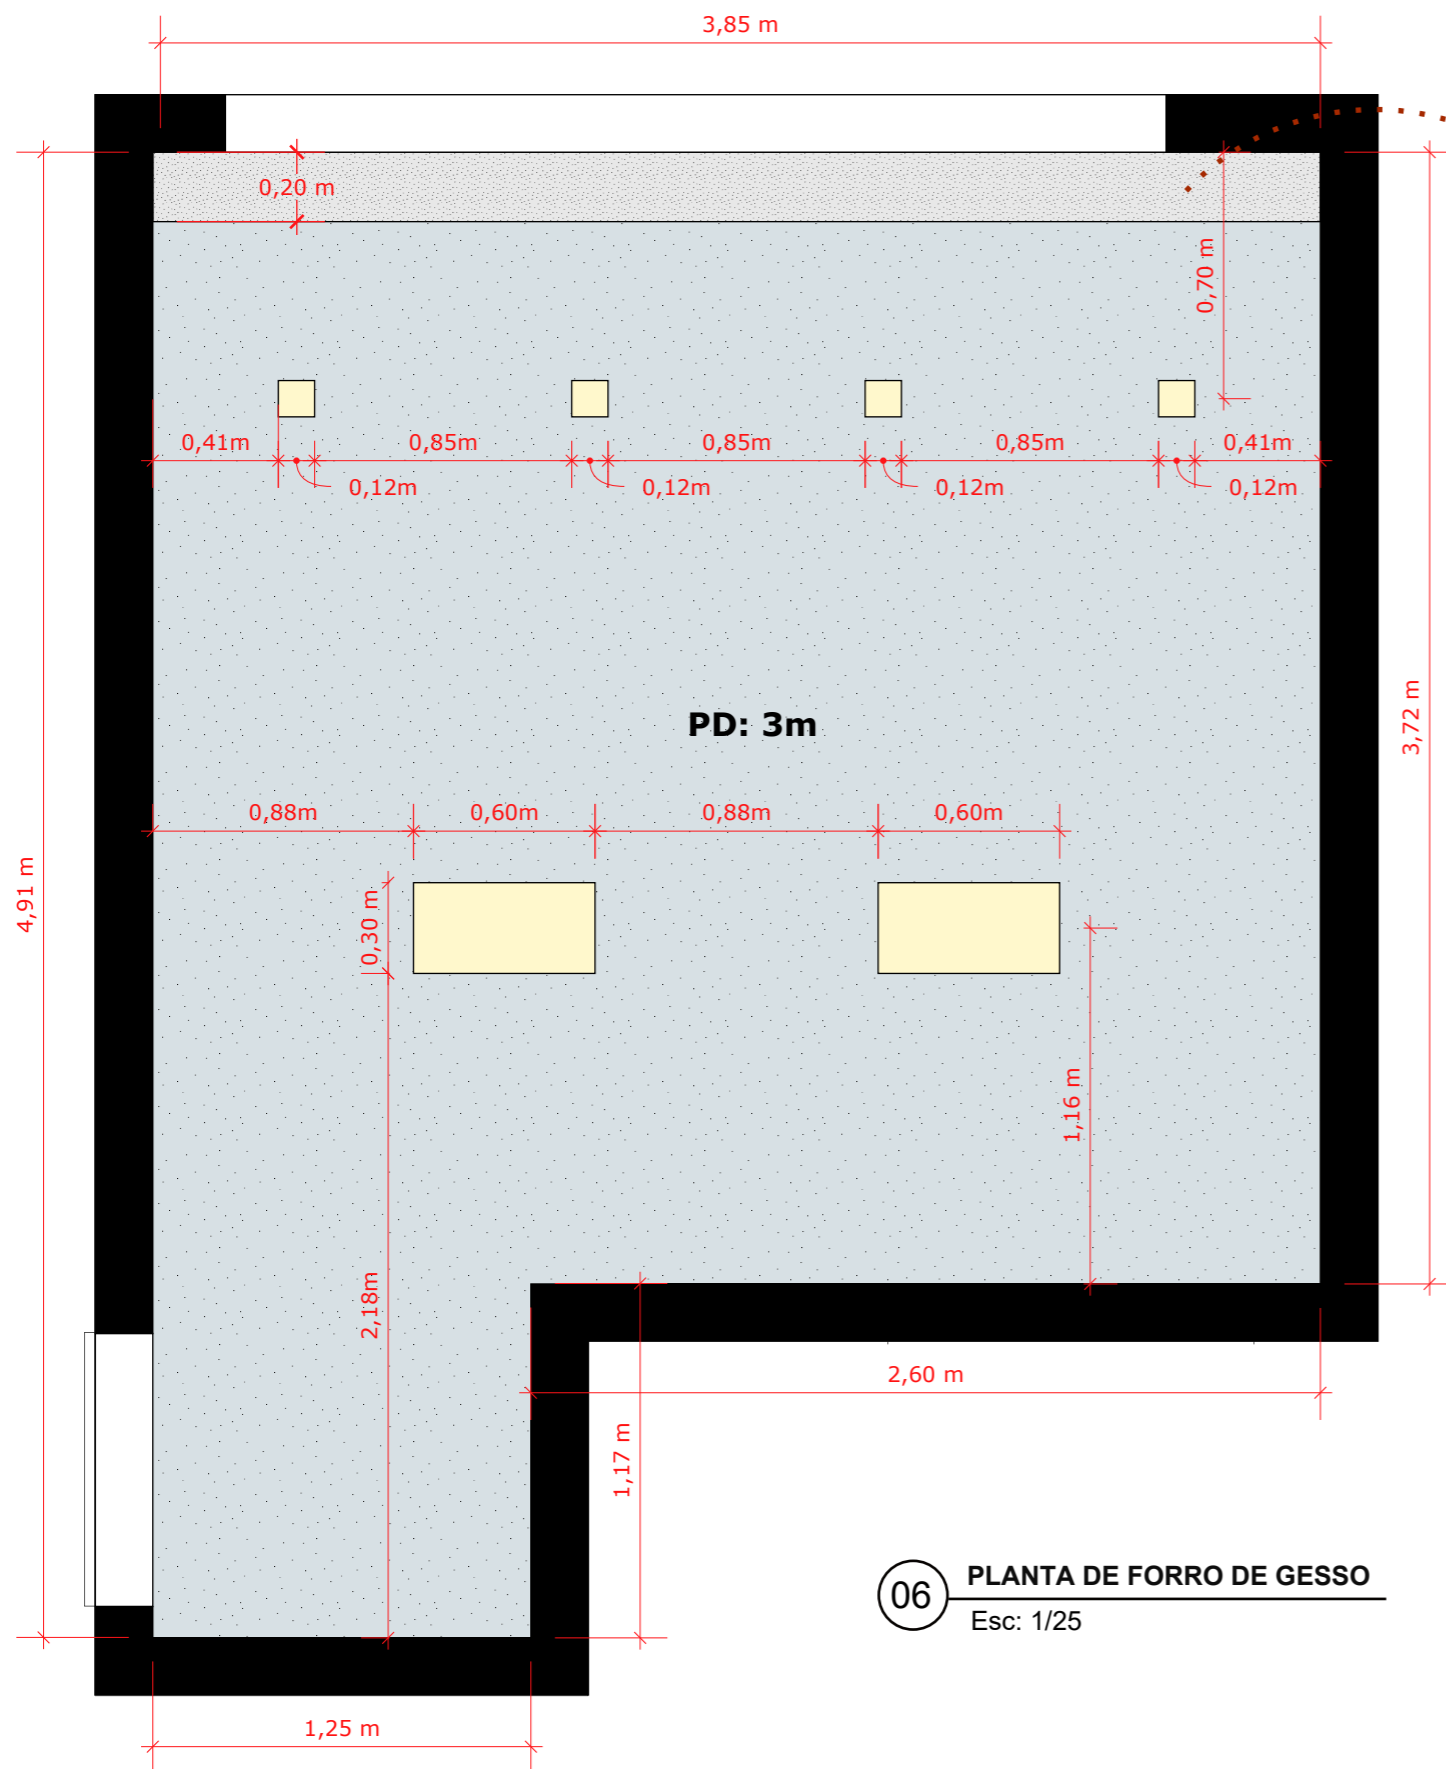 3,85 m
0,20 m
0,70 m
0,41m
0,85m
0,85m
0,85m
0,41m
0,12m
0,12m
0,12m
0,12m
3,72 m
PD: 3m
0,88m
0,60m
0,88m
0,60m
4,91 m
0,30 m
1,16 m
2,18m
2,60 m
1,17 m
06
PLANTA DE FORRO DE GESSO
Esc: 1/25
1,25 m